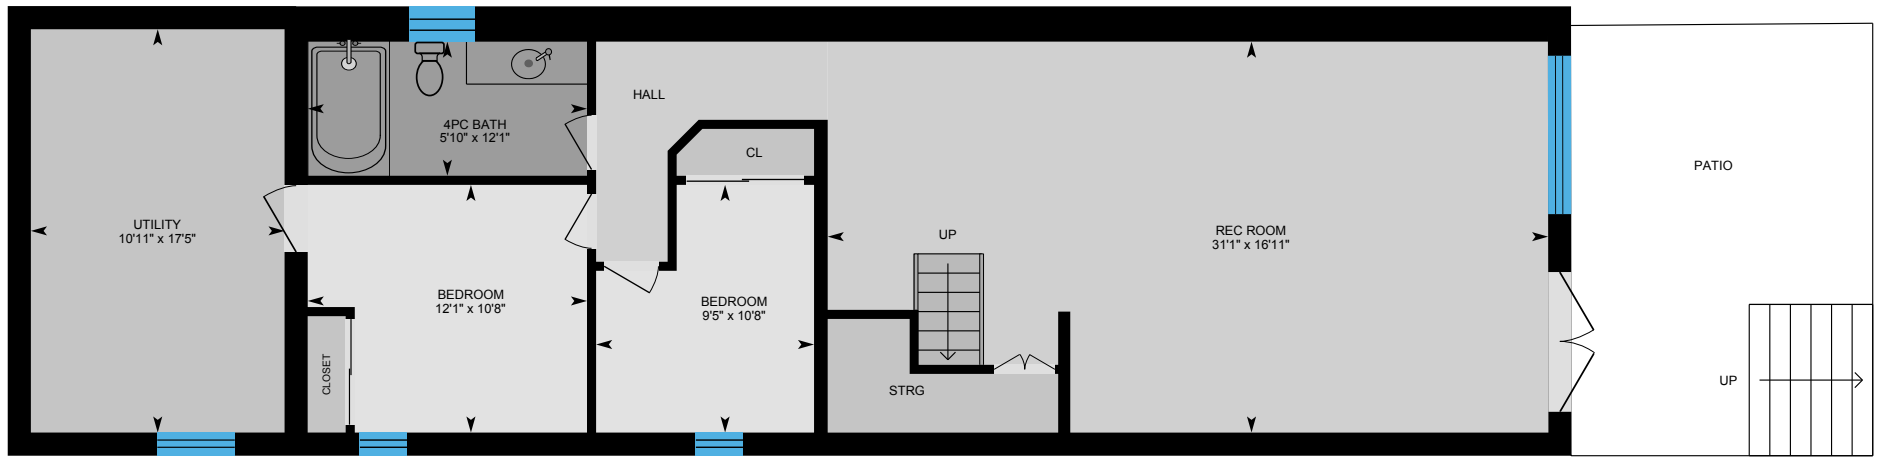 UTILITY
10'11" x 17'5"
4PC BATH
5'10" x 12'1"
HALL
CL
BEDROOM
12'1" x 10'8"
CLOSET
BEDROOM
9'5" x 10'8"
UP
STRG
REC ROOM
31'1" x 16'11"
PATIO
UP